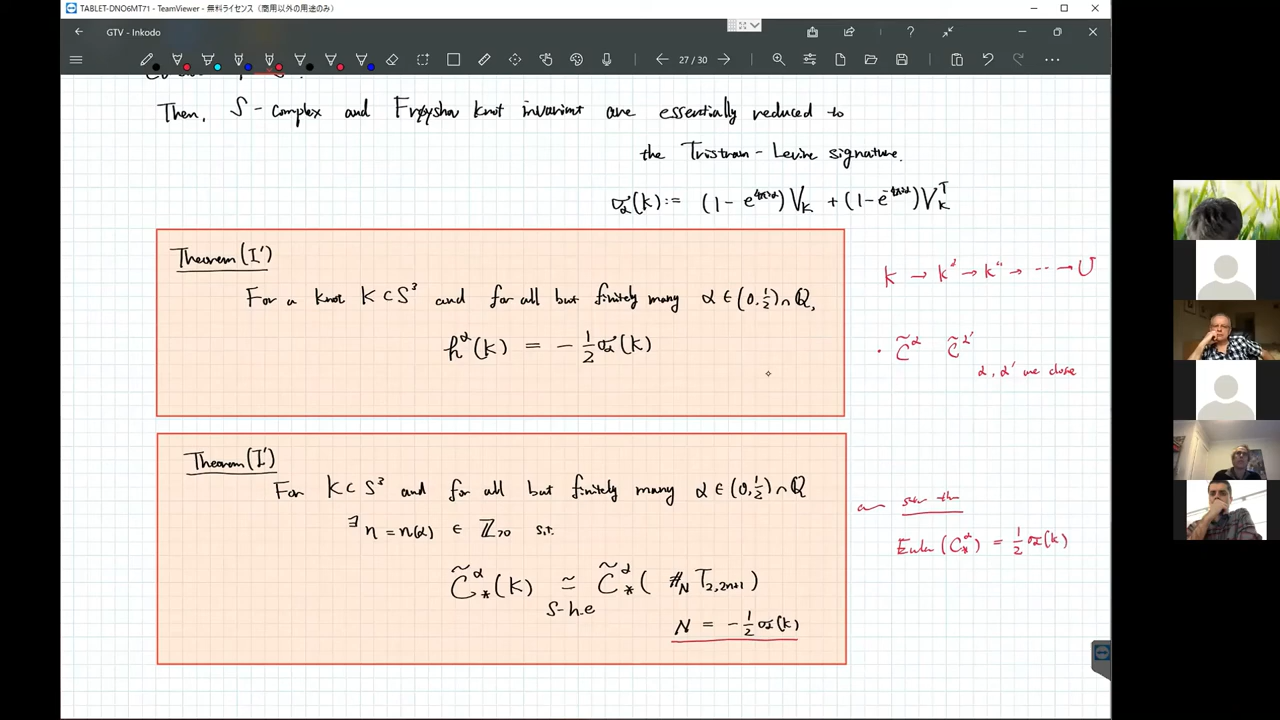 TABLET-DNO6MT71 - TeamViewer - 無料ライセンス (商用以外の用途のみ)
GTV - Inkodo
27 / 30
Then, S-complex and Frøyshov knot invariant are essentially reduced to
the Tristram-Levine signature.
σ_α(K) := (1 - e^{4πiα}) V_K + (1 - e^{-4πiα}) V_K^T
Theorem (I')
For a knot K ⊂ S³ and for all but finitely many α ∈ (0, 1/2) ∩ Q,
h^α(K) = - 1/2 σ_α(K)
K → K' → K'' → ⋯ → U
· C̃^α C̃^α'
α, α' are close
Theorem (I')
For K ⊂ S³ and for all but finitely many α ∈ (0, 1/2) ∩ Q
∃ n = n(α) ∈ Z_{>0} s.t.
C̃^α_*(K) ≃ C̃^α_*( #_N T_{2,2n+1} )
S-h.e
N = - 1/2 σ_α(K)
Euler (C^α_*) = 1/2 σ_α(K)